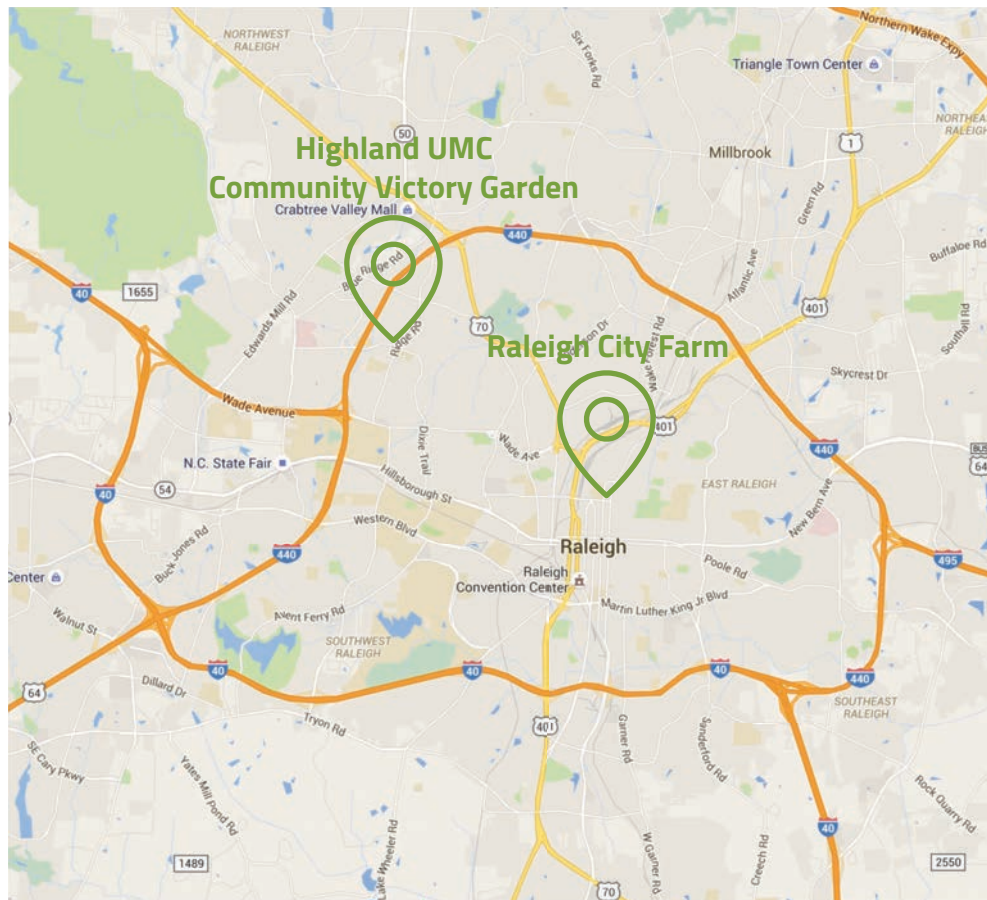 NORTHWEST
RALEIGH
Six Forks Rd
Northern Wake Expy
Triangle Town Center
50
1
Highland UMC
Community Victory Garden
Millbrook
Crabtree Valley Mall
Green Rd
440
Buffaloe Rd
Blue Ridge Rd
Atlantic Ave
40
1655
401
Edwards Mill Rd
70
Ridge Rd
Southall Rd
Raleigh City Farm
Wake Forest Rd
Skycrest Dr
Wade Avenue
401
Dixie Trail
Wade Ave
440
N.C. State Fair
Hillsborough St
EAST RALEIGH
54
40
New Bern Ave
Western Blvd
Buck Jones Rd
Raleigh
440
495
Center
Raleigh
Convention Center
Poole Rd
Martin Luther King Jr Blvd
Avent Ferry Rd
Walnut St
SOUTHWEST
RALEIGH
40
40
40
440
Dillard Dr
64
SOUTHEAST
RALEIGH
Tryon Rd
401
Garner Rd
Sanderford Rd
SE Cary Pkwy
Yates Mill Pond Rd
Rock Quarry Rd
Lake Wheeler Rd
40
W Garner Rd
Creech Rd
1489
2550
70